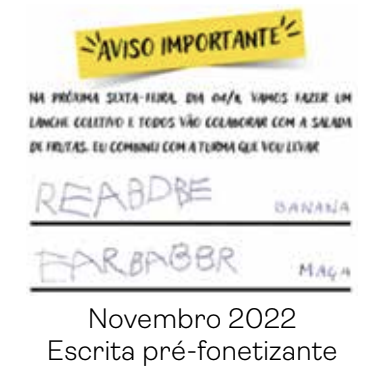 AVISO IMPORTANTE
NA PRÓXIMA SEXTA-FEIRA, DIA 04/11, VAMOS FAZER UM
LANCHE COLETIVO E TODOS VÃO COLABORAR COM A SALADA
DE FRUTAS. EU COMBINEI COM A TURMA QUE VOU LEVAR
REABDBE BANANA
EARBABBR MAÇA
Novembro 2022
Escrita pré-fonetizante